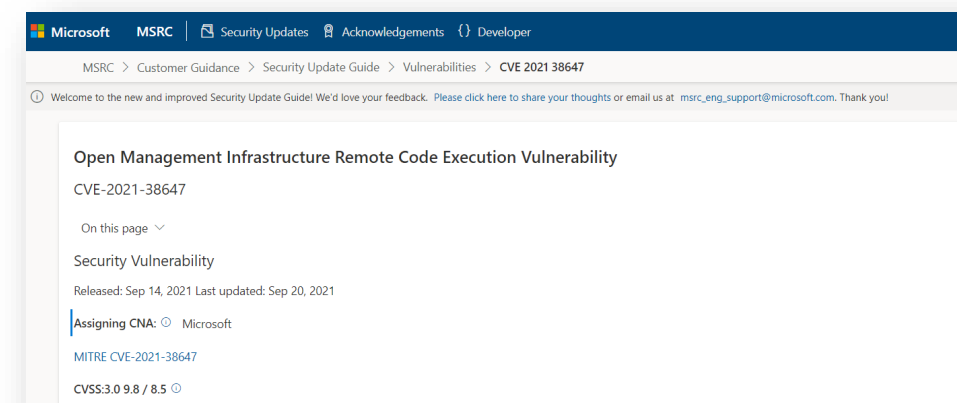 Microsoft MSRC Security Updates Acknowledgements {} Developer
MSRC > Customer Guidance > Security Update Guide > Vulnerabilities > CVE 2021 38647
Welcome to the new and improved Security Update Guide! We'd love your feedback. Please click here to share your thoughts or email us at msrc_eng_support@microsoft.com. Thank you!
Open Management Infrastructure Remote Code Execution Vulnerability
CVE-2021-38647
On this page
Security Vulnerability
Released: Sep 14, 2021 Last updated: Sep 20, 2021
Assigning CNA: Microsoft
MITRE CVE-2021-38647
CVSS:3.0 9.8 / 8.5